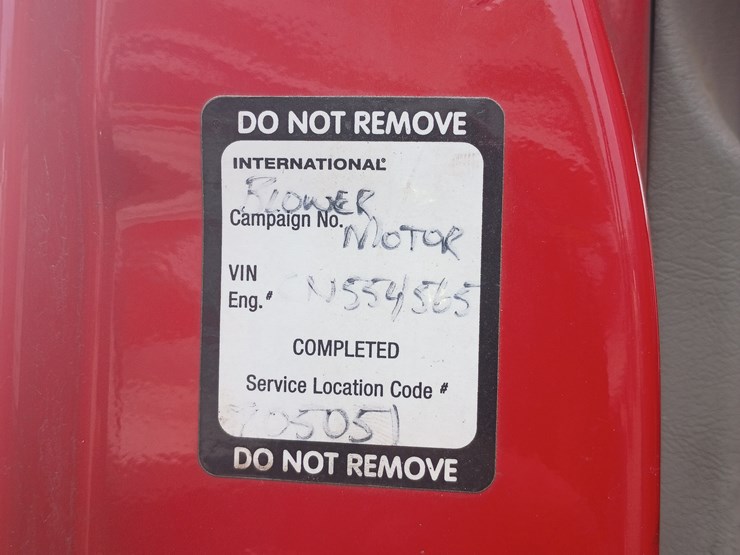 DO NOT REMOVE
INTERNATIONAL®
BLOWER
Campaign No. MOTOR
VIN
Eng.# N554565
COMPLETED
Service Location Code #
DO NOT REMOVE